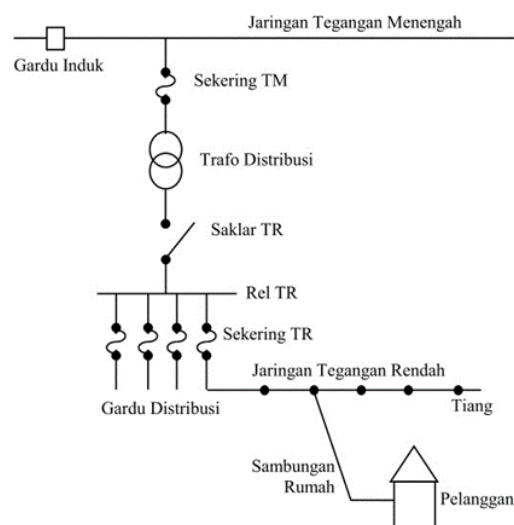 Jaringan Tegangan Menengah
Gardu Induk
Sekering TM
Trafo Distribusi
Saklar TR
Rel TR
Sekering TR
Jaringan Tegangan Rendah
Gardu Distribusi
Tiang
Sambungan
Rumah
Pelanggan